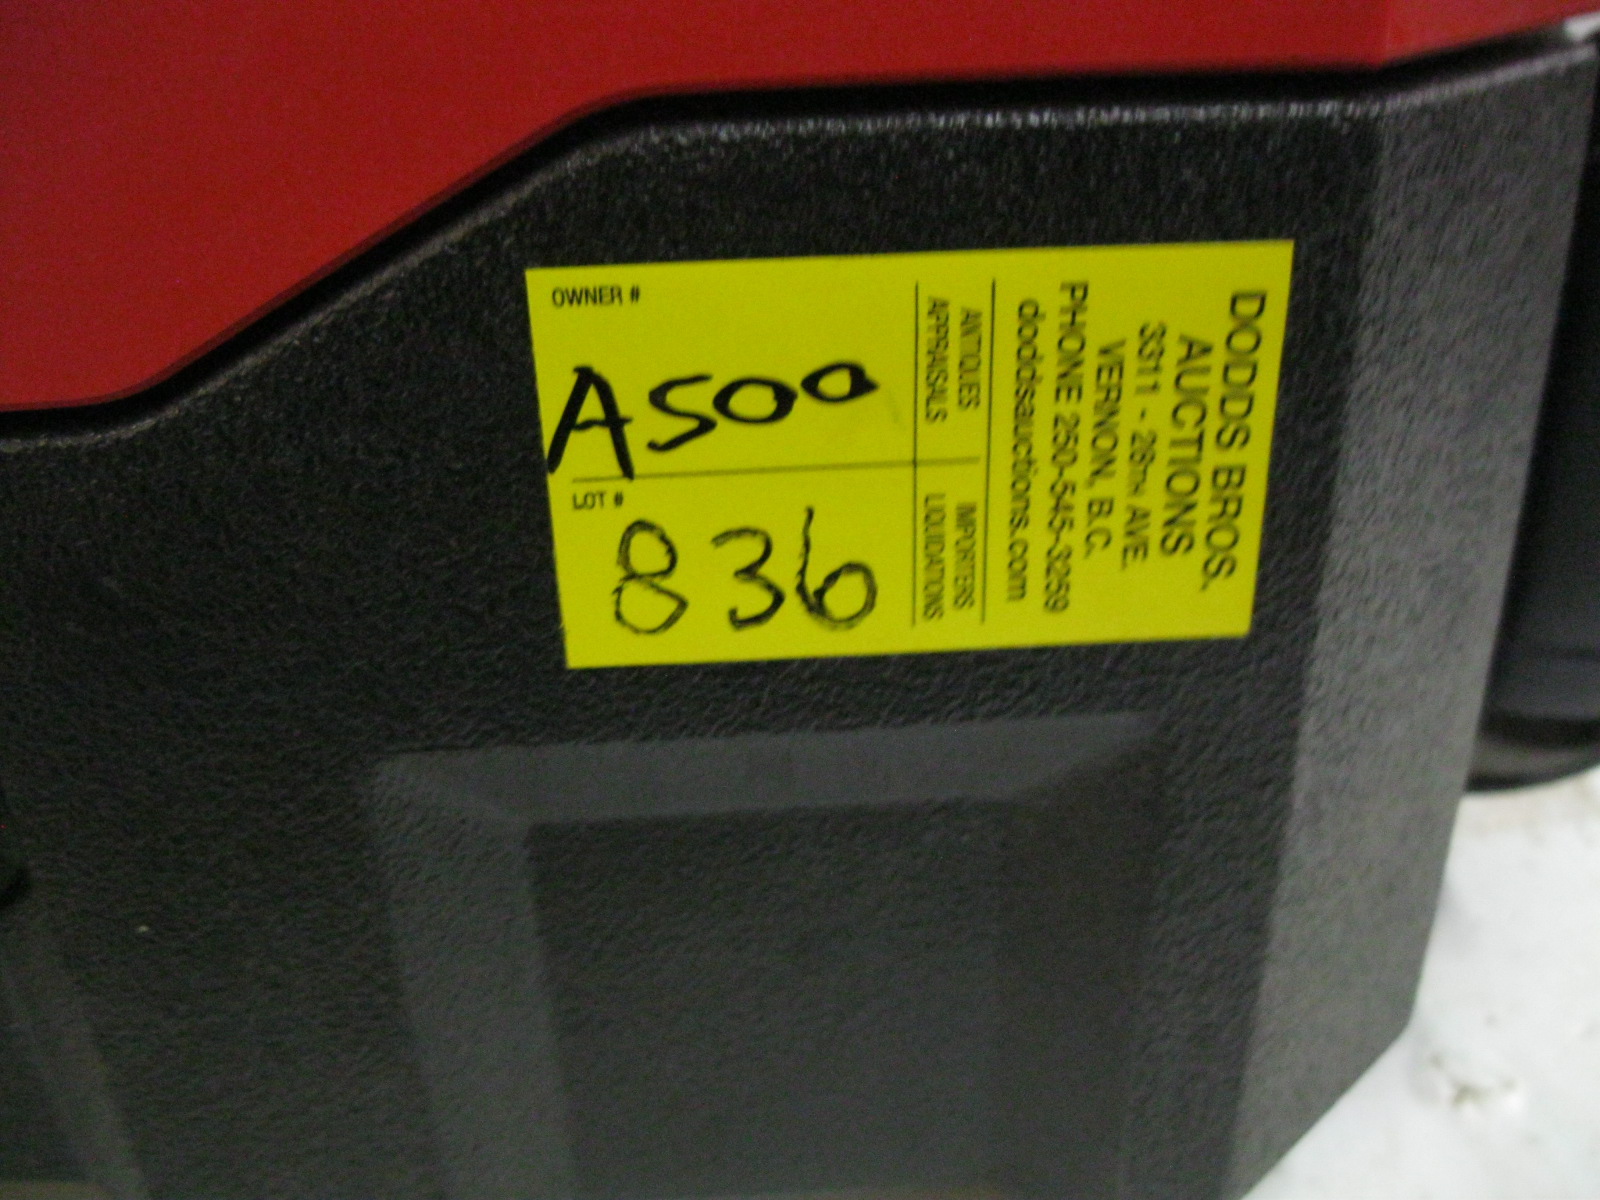 OWNER #
A500
LOT #
836
ANTIQUES
APPRAISALS
IMPORTERS
LIQUIDATIONS
DODDS BROS.
AUCTIONS
3311 - 26TH AVE.
VERNON, B.C.
PHONE 250-545-3259
doddsauctions.com